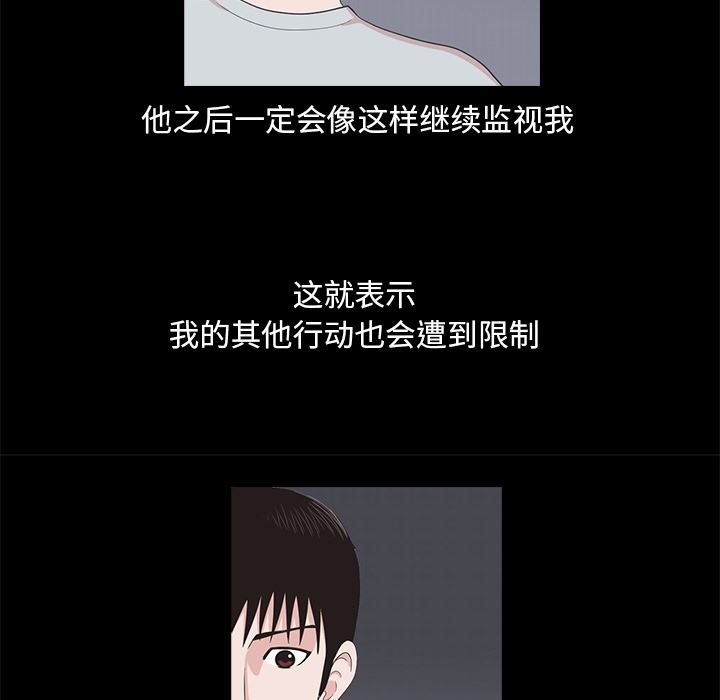 他之后一定会像这样继续监视我
这就表示
我的其他行动也会遭到限制